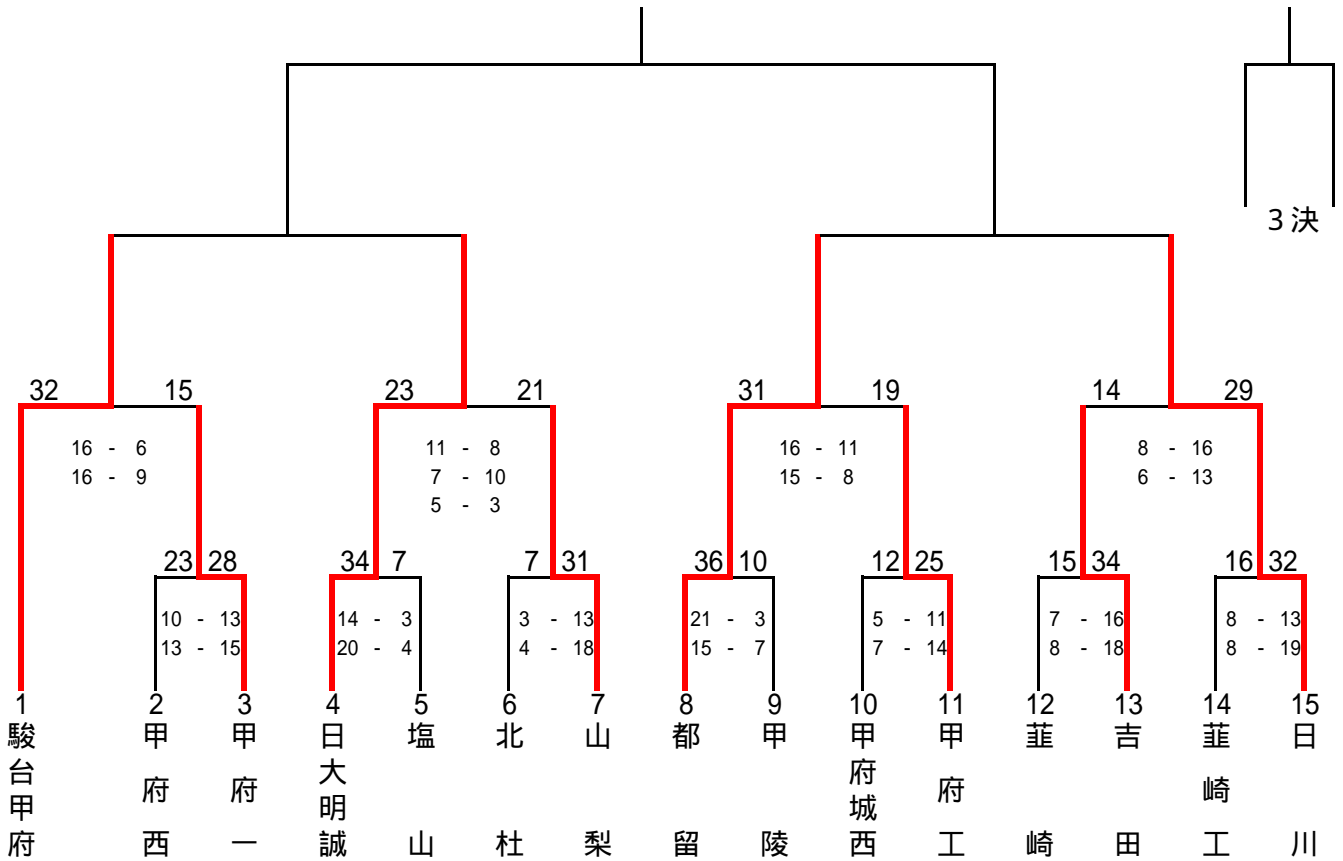 3決
32 15 23 21 31 19 14 29
16 - 6 11 - 8 16 - 11 8 - 16
16 - 9 7 - 10 15 - 8 6 - 13
5 - 3
23 28 34 7 7 31 36 10 12 25 15 34 16 32
10 - 13 14 - 3 3 - 13 21 - 3 5 - 11 7 - 16 8 - 13
13 - 15 20 - 4 4 - 18 15 - 7 7 - 14 8 - 18 8 - 19
1 2 3 4 5 6 7 8 9 10 11 12 13 14 15
駿台甲府
甲府西
甲府一
日大明誠
塩山
北杜
山梨
都留
甲陵
甲府城西
甲府工
韮崎
吉田
韮崎工
日川